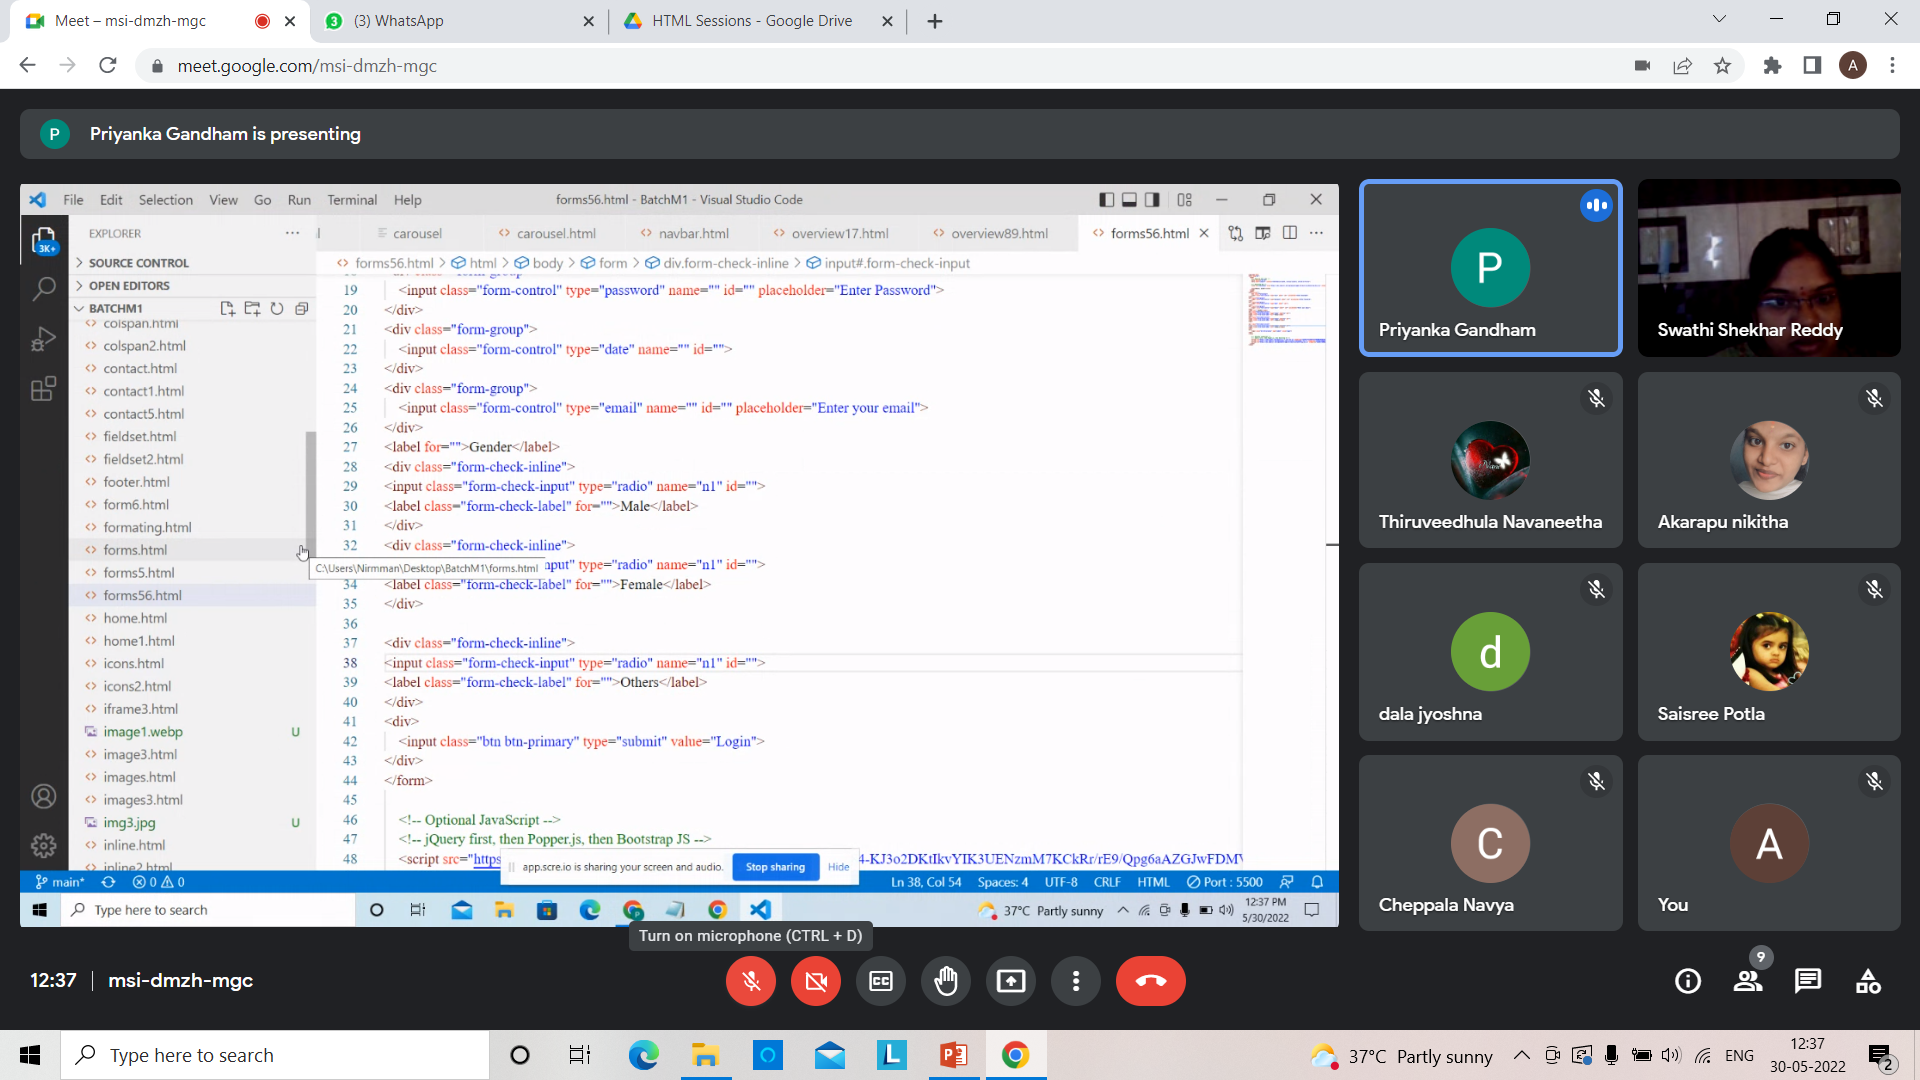 Meet – msi-dmzh-mgc
3
(3) WhatsApp
HTML Sessions - Google Drive
meet.google.com/msi-dmzh-mgc
A
P
Priyanka Gandham is presenting
File Edit Selection View Go Run Terminal Help
forms56.html - BatchM1 - Visual Studio Code
3K+
EXPLORER
SOURCE CONTROL
OPEN EDITORS
BATCHM1
colspan.html
colspan2.html
contact.html
contact1.html
contact5.html
fieldset.html
fieldset2.html
footer.html
form6.html
formating.html
forms.html
forms5.html
forms56.html
home.html
home1.html
icons.html
icons2.html
iframe3.html
image1.webp U
image3.html
images.html
images3.html
img3.jpg U
inline.html
inline2.html
carousel
carousel.html
navbar.html
overview17.html
overview89.html
forms56.html
forms56.html > html > body > form > div.form-check-inline > input#.form-check-input
19 <input class="form-control" type="password" name="" id="" placeholder="Enter Password">
20 </div>
21 <div class="form-group">
22 <input class="form-control" type="date" name="" id="">
23 </div>
24 <div class="form-group">
25 <input class="form-control" type="email" name="" id="" placeholder="Enter your email">
26 </div>
27 <label for="">Gender</label>
28 <div class="form-check-inline">
29 <input class="form-check-input" type="radio" name="n1" id="">
30 <label class="form-check-label" for="">Male</label>
31 </div>
32 <div class="form-check-inline">
C:\Users\Nirmman\Desktop\BatchM1\forms.html
nput" type="radio" name="n1" id="">
34 <label class="form-check-label" for="">Female</label>
35 </div>
36
37 <div class="form-check-inline">
38 <input class="form-check-input" type="radio" name="n1" id="">
39 <label class="form-check-label" for="">Others</label>
40 </div>
41 <div>
42 <input class="btn btn-primary" type="submit" value="Login">
43 </div>
44 </form>
45
46 <!-- Optional JavaScript -->
47 <!-- jQuery first, then Popper.js, then Bootstrap JS -->
48 <script src="https
app.scre.io is sharing your screen and audio.
Stop sharing
Hide
main*
0 0
Ln 38, Col 54
Spaces: 4
UTF-8
CRLF
HTML
Port : 5500
Type here to search
37°C Partly sunny
12:37 PM
5/30/2022
Turn on microphone (CTRL + D)
P
Priyanka Gandham
Swathi Shekhar Reddy
Thiruveedhula Navaneetha
Akarapu nikitha
d
dala jyoshna
Saisree Potla
C
Cheppala Navya
A
You
12:37 | msi-dmzh-mgc
9
Type here to search
37°C Partly sunny
ENG
12:37
30-05-2022
2